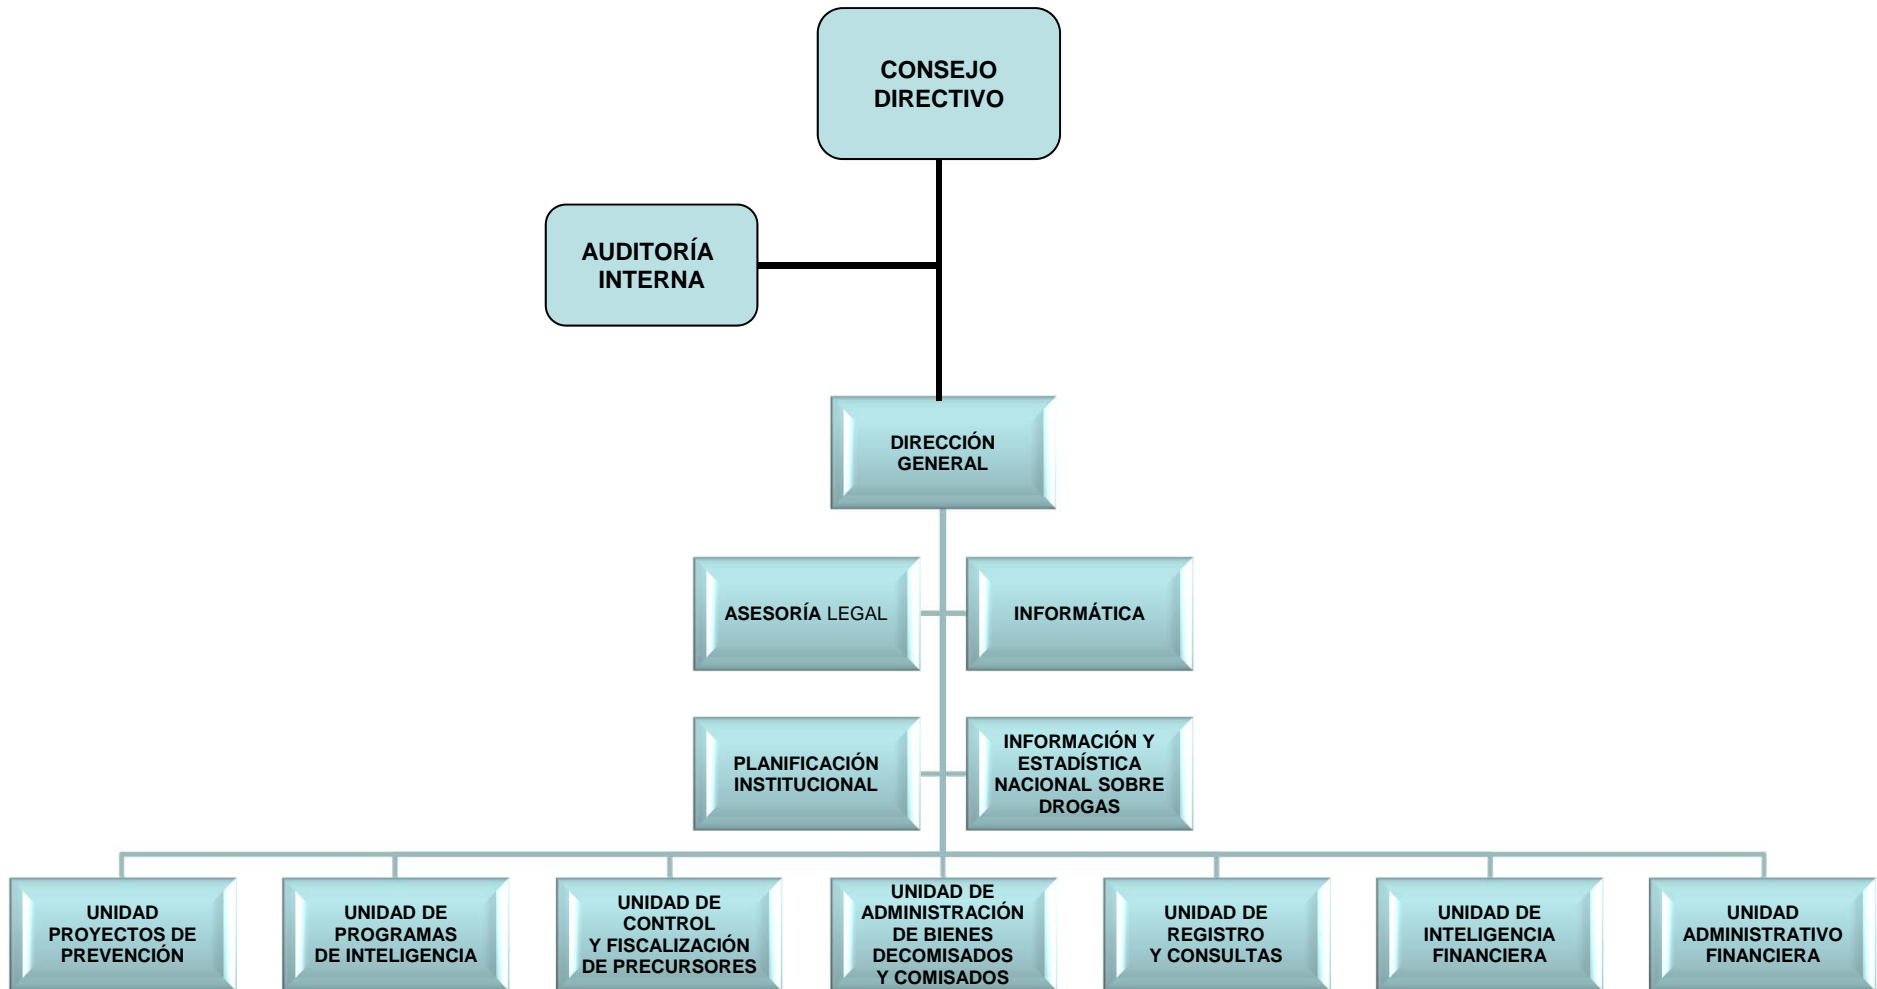 CONSEJO
DIRECTIVO
AUDITORÍA
INTERNA
DIRECCIÓN
GENERAL
ASESORÍA LEGAL
INFORMÁTICA
PLANIFICACIÓN
INSTITUCIONAL
INFORMACIÓN Y
ESTADÍSTICA
NACIONAL SOBRE
DROGAS
UNIDAD
PROYECTOS DE
PREVENCIÓN
UNIDAD DE
PROGRAMAS
DE INTELIGENCIA
UNIDAD DE
CONTROL
Y FISCALIZACIÓN
DE PRECURSORES
UNIDAD DE
ADMINISTRACIÓN
DE BIENES
DECOMISADOS
Y COMISADOS
UNIDAD DE
REGISTRO
Y CONSULTAS
UNIDAD DE
INTELIGENCIA
FINANCIERA
UNIDAD
ADMINISTRATIVO
FINANCIERA